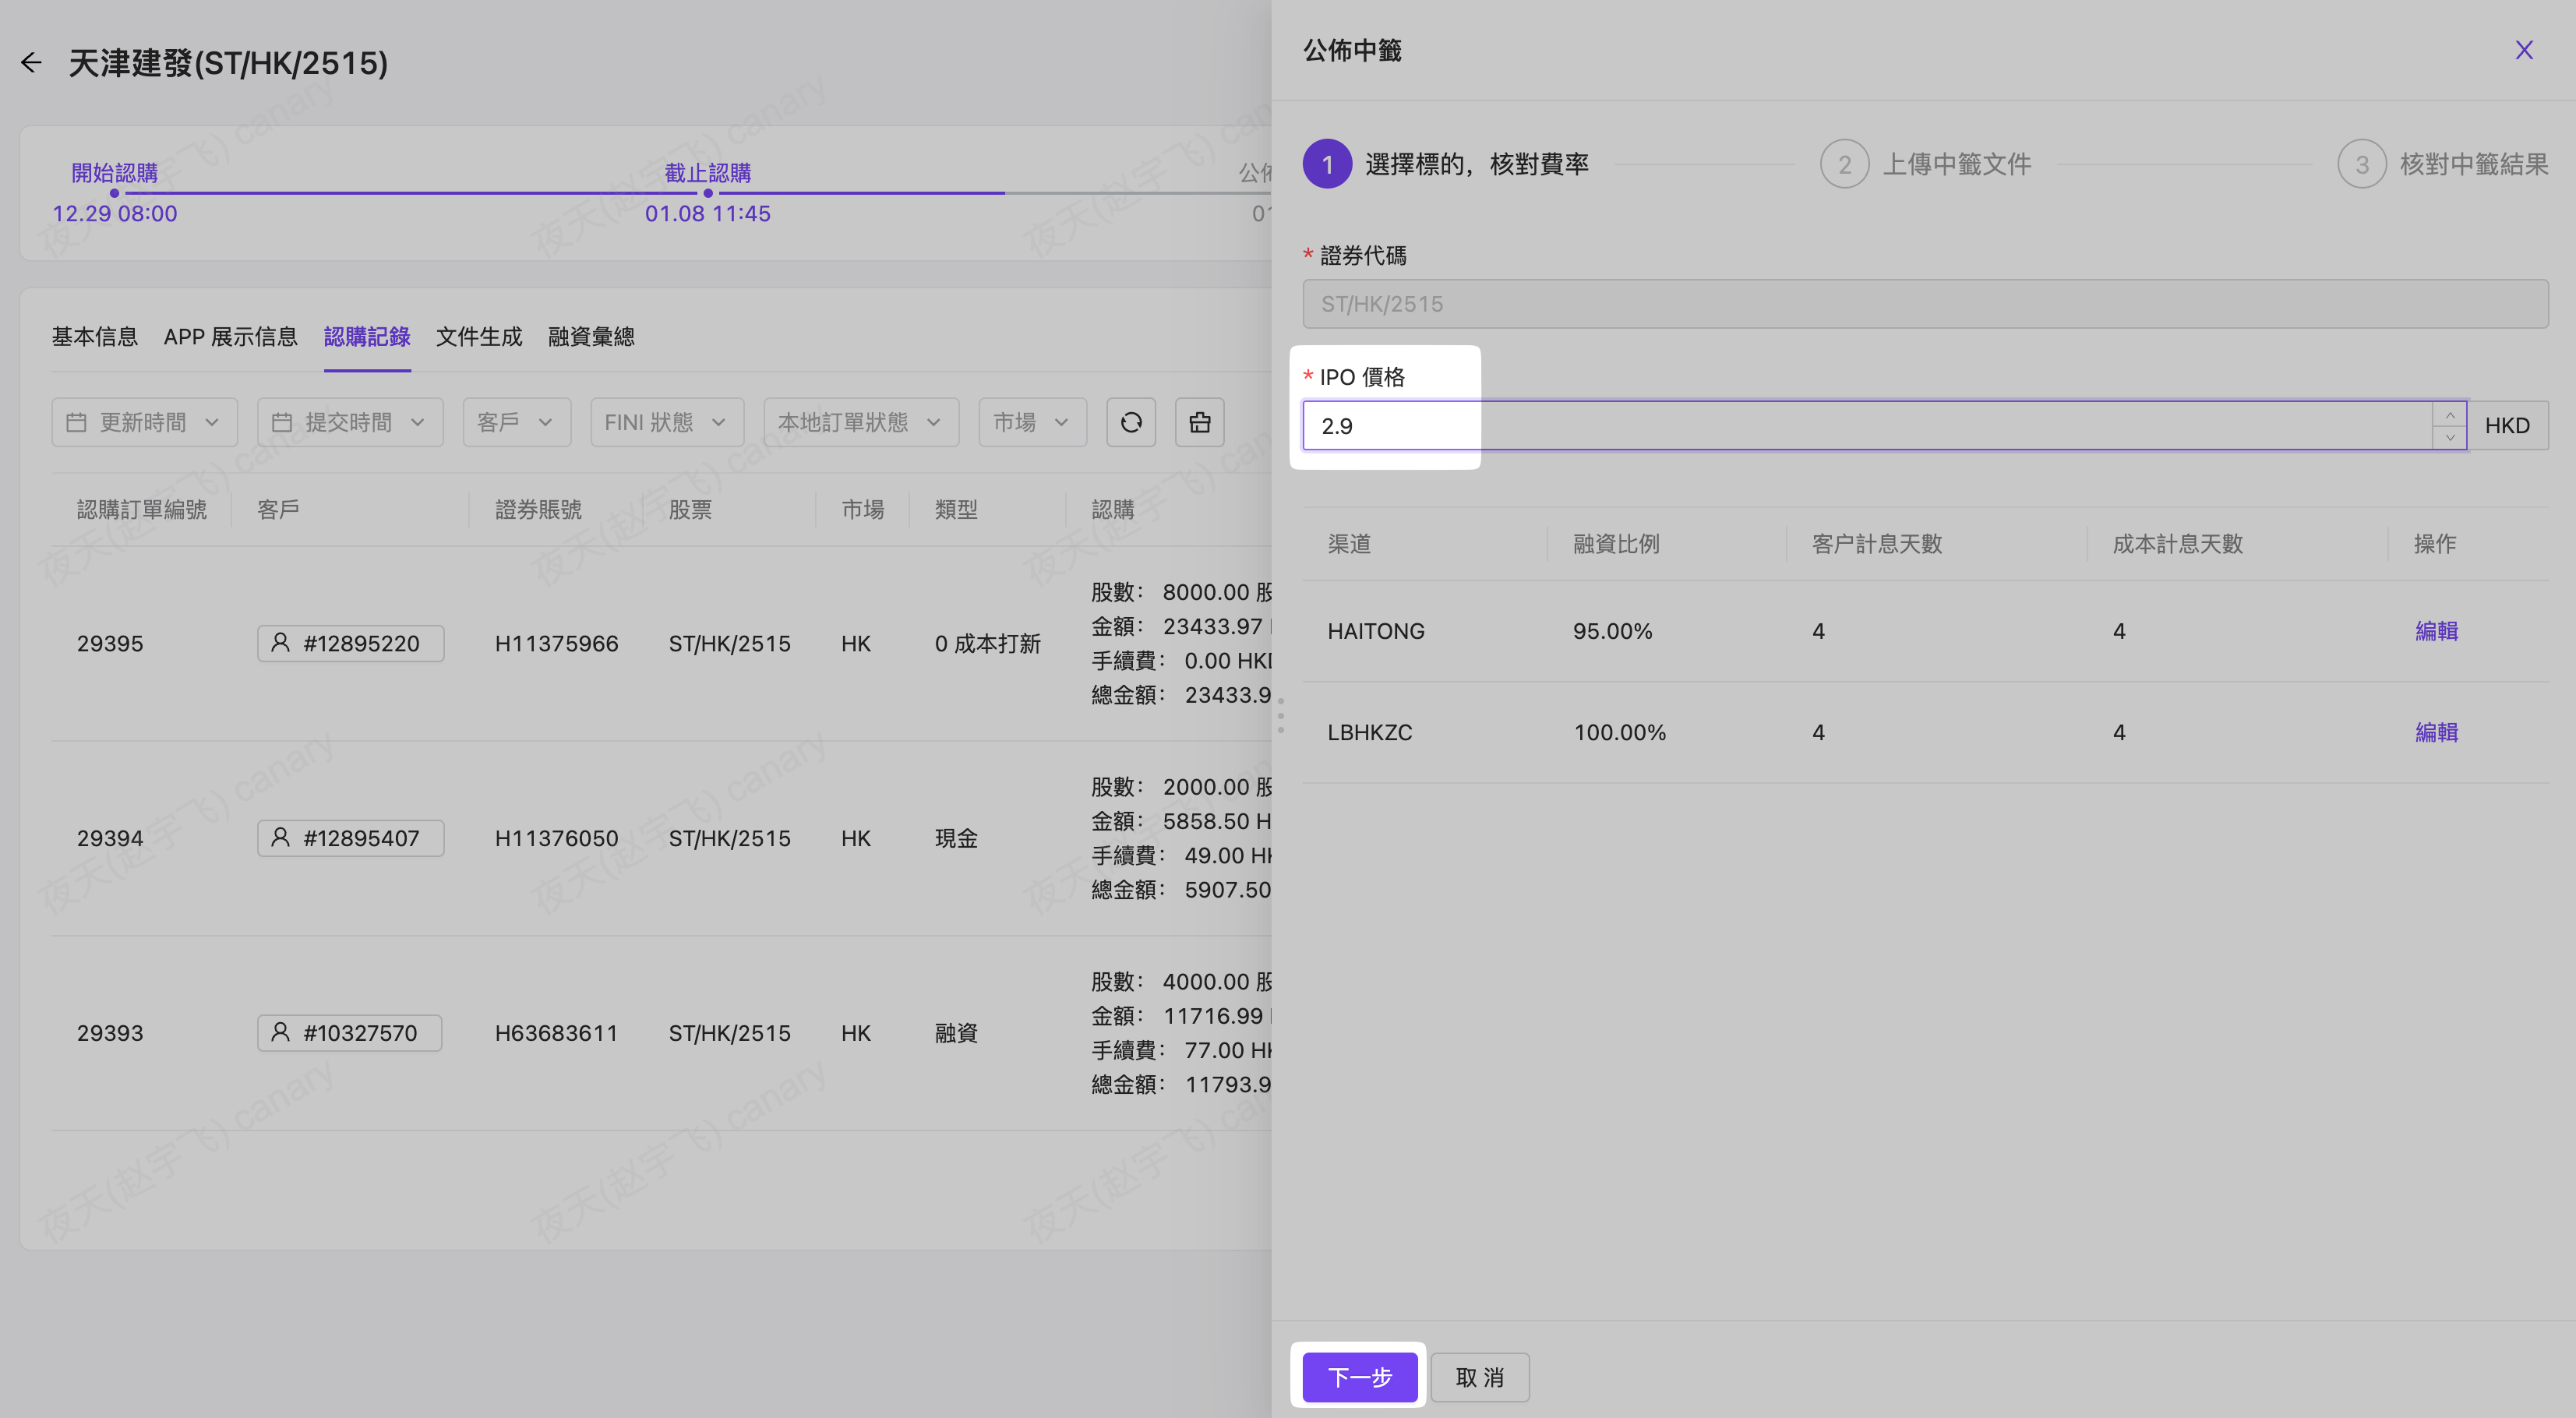 天津建發(ST/HK/2515)
開始認購
截止認購
12.29 08:00
01.08 11:45
基本信息 APP 展示信息 認購記錄 文件生成 融資彙總
更新時間 提交時間 客戶 FINI 狀態 本地訂單狀態 市場
認購訂單編號 客戶 證券賬號 股票 市場 類型 認購
股數： 8000.00 股
金額： 23433.97
29395 #12895220 H11375966 ST/HK/2515 HK 0 成本打新
手續費： 0.00 HKD
總金額： 23433.9
股數： 2000.00 股
金額： 5858.50 H
29394 #12895407 H11376050 ST/HK/2515 HK 現金
手續費： 49.00 HK
總金額： 5907.50
股數： 4000.00 股
金額： 11716.99
29393 #10327570 H63683611 ST/HK/2515 HK 融資
手續費： 77.00 HK
總金額： 11793.9
公佈中籤
1 選擇標的，核對費率 2 上傳中籤文件 3 核對中籤結果
* 證券代碼
ST/HK/2515
* IPO 價格
2.9 HKD
渠道 融資比例 客户計息天數 成本計息天數 操作
HAITONG 95.00% 4 4 編輯
LBHKZC 100.00% 4 4 編輯
下一步 取 消
夜天(赵宇飞) canary